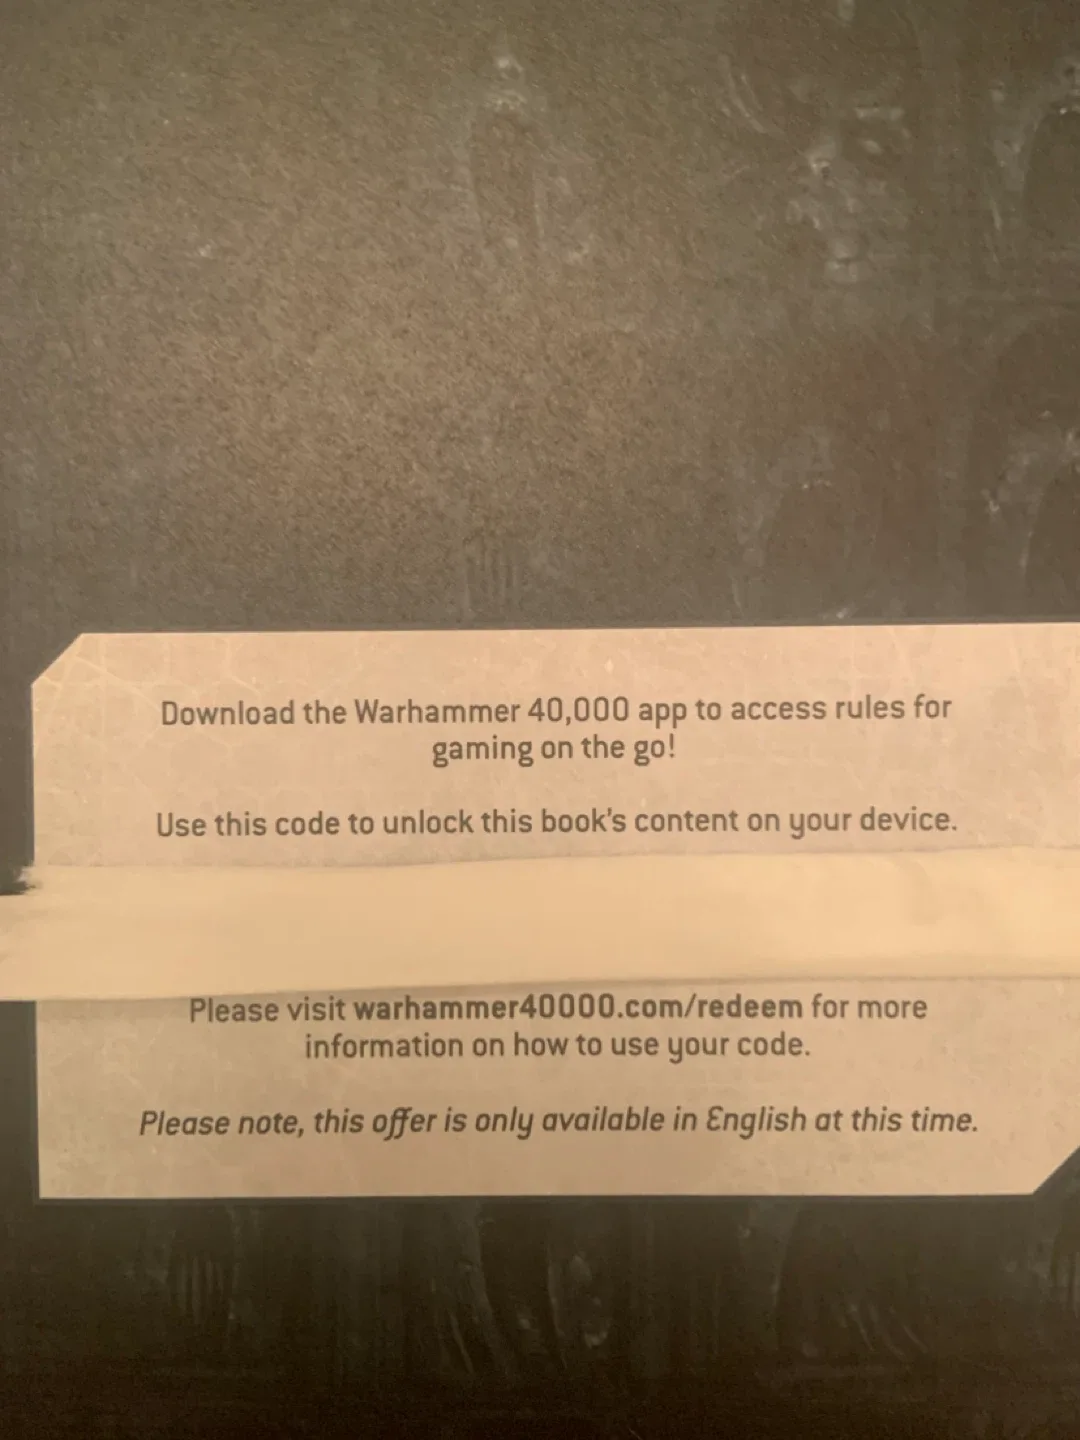 Download the Warhammer 40,000 app to access rules for
gaming on the go!
Use this code to unlock this book's content on your device.
Please visit warhammer40000.com/redeem for more
information on how to use your code.
Please note, this offer is only available in English at this time.